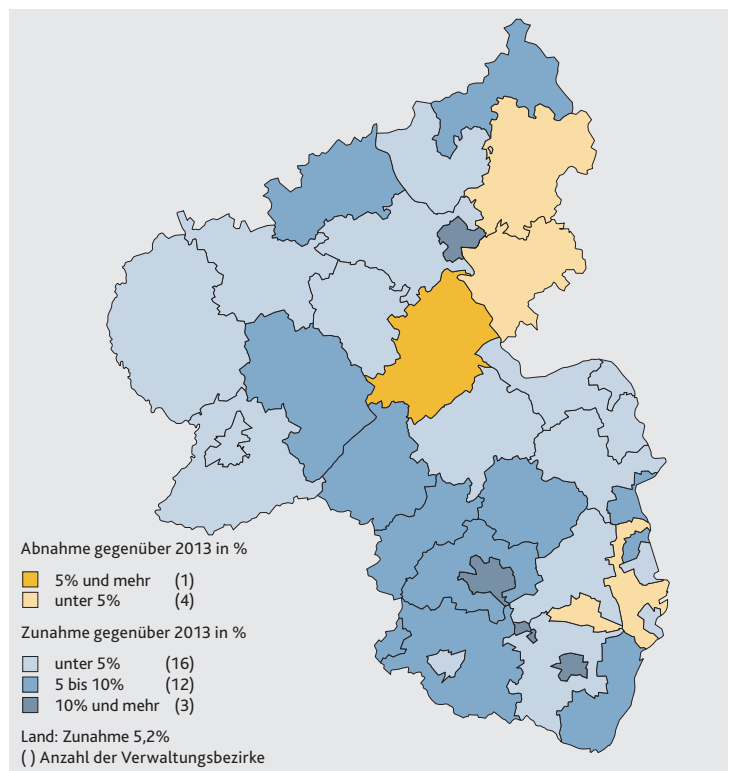 Abnahme gegenüber 2013 in %
5% und mehr (1)
unter 5% (4)
Zunahme gegenüber 2013 in %
unter 5% (16)
5 bis 10% (12)
10% und mehr (3)
Land: Zunahme 5,2%
( ) Anzahl der Verwaltungsbezirke